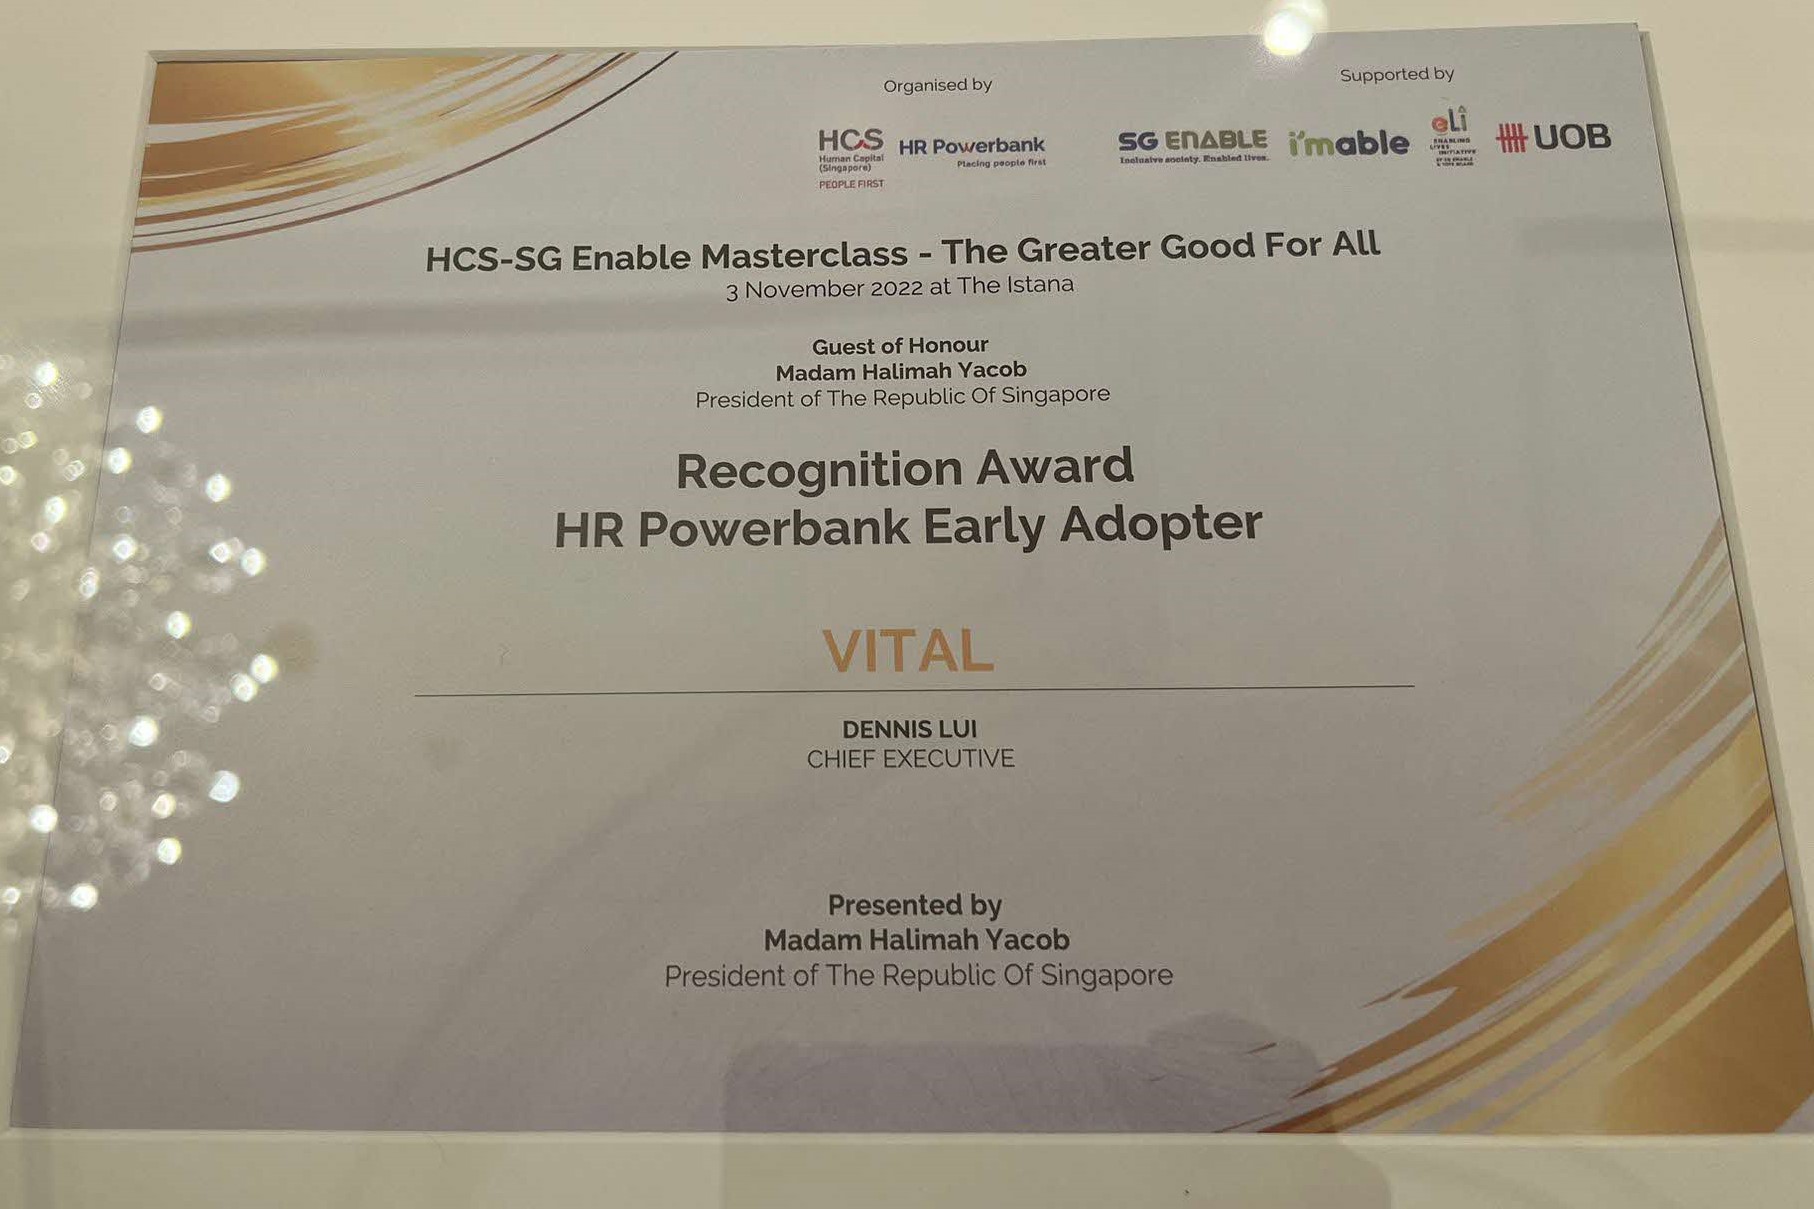 Organised by
Supported by
HCS
Human Capital
(Singapore)
PEOPLE FIRST
HR Powerbank
Placing people first
SG ENABLE
Inclusive society. Enabled lives.
i'mable
eLi
ENABLING
LIVES
INITIATIVE
UOB
HCS-SG Enable Masterclass - The Greater Good For All
3 November 2022 at The Istana
Guest of Honour
Madam Halimah Yacob
President of The Republic Of Singapore
Recognition Award
HR Powerbank Early Adopter
VITAL
DENNIS LUI
CHIEF EXECUTIVE
Presented by
Madam Halimah Yacob
President of The Republic Of Singapore